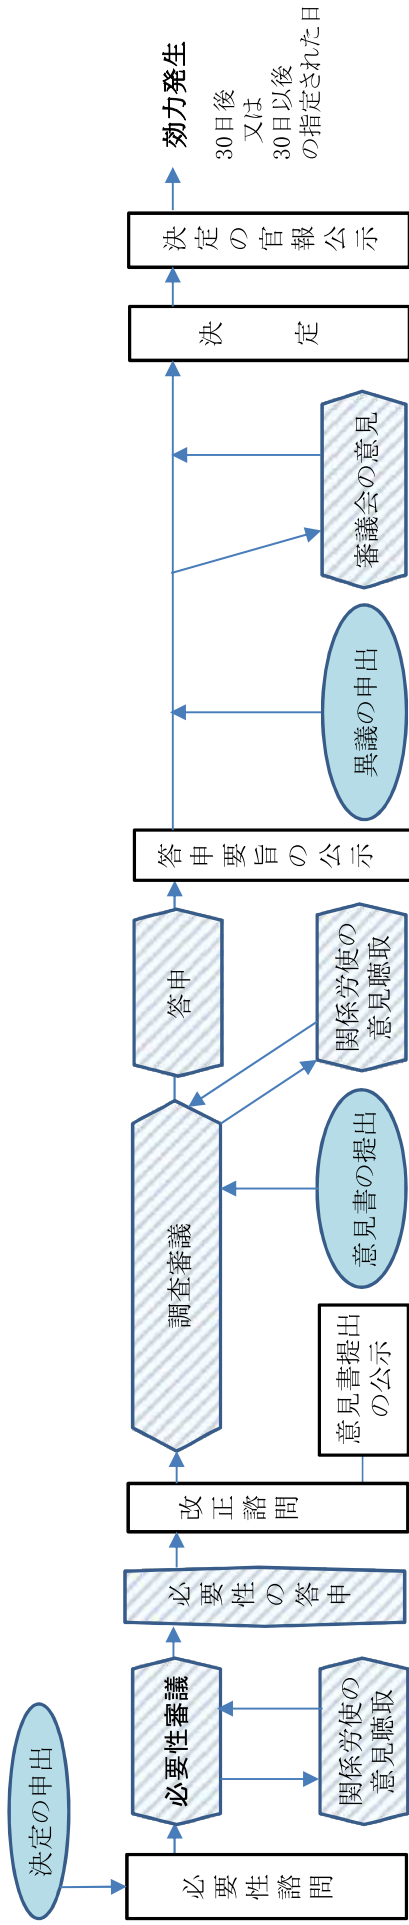 決定の申出
必要性諮問
必要性審議
関係労使の
意見聴取
必要性の答申
改正諮問
意見書提出
の公示
調査審議
意見書の提出
関係労使の
意見聴取
答申
答申要旨の公示
異議の申出
審議会の意見
決定
決定の官報公示
効力発生
30日後
又は
30日以後
の指定された日